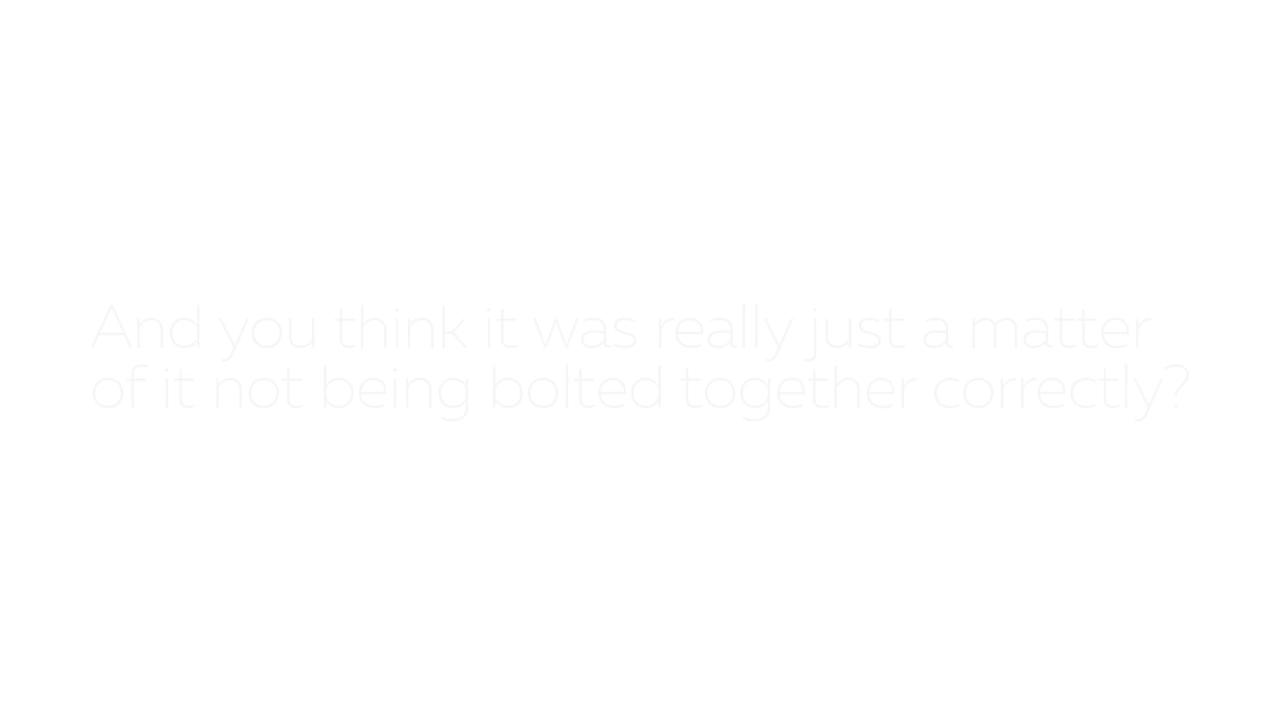 And you think it was really just a matter
of it not being bolted together correctly?